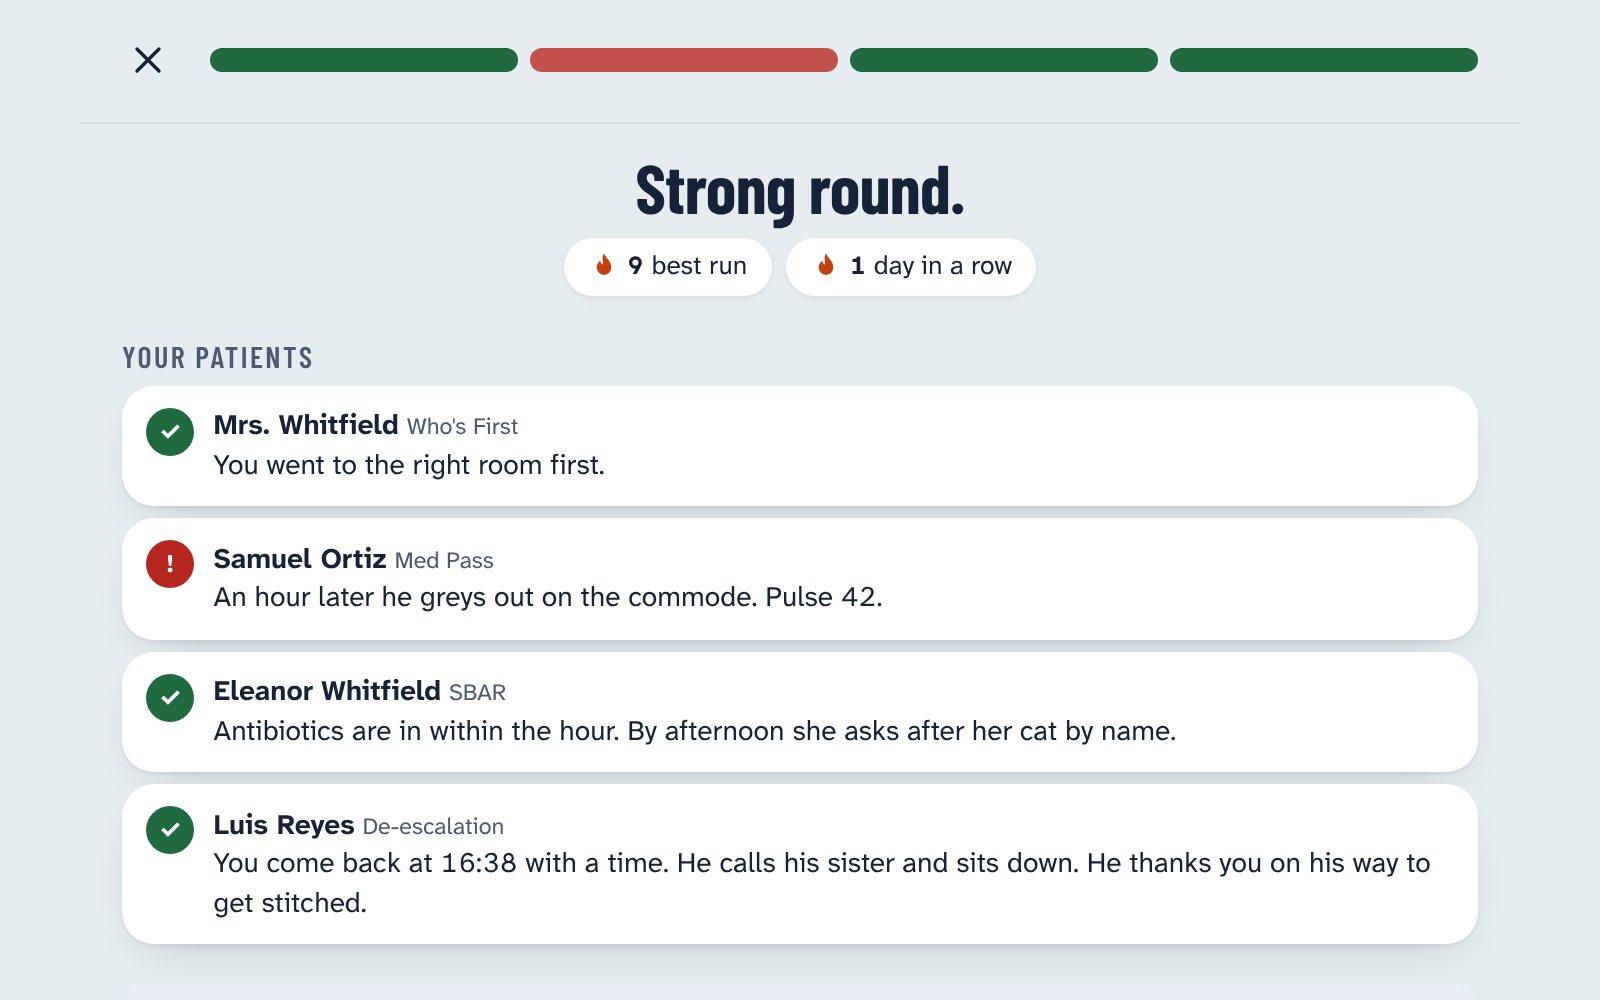 Strong round.
9 best run
1 day in a row
YOUR PATIENTS
Mrs. Whitfield Who's First
You went to the right room first.
Samuel Ortiz Med Pass
An hour later he greys out on the commode. Pulse 42.
Eleanor Whitfield SBAR
Antibiotics are in within the hour. By afternoon she asks after her cat by name.
Luis Reyes De-escalation
You come back at 16:38 with a time. He calls his sister and sits down. He thanks you on his way to
get stitched.